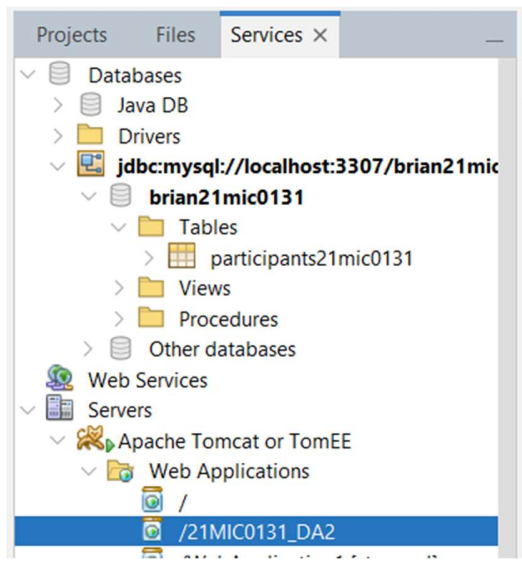 Projects Files Services ×
Databases
Java DB
Drivers
jdbc:mysql://localhost:3307/brian21mic
brian21mic0131
Tables
participants21mic0131
Views
Procedures
Other databases
Web Services
Servers
Apache Tomcat or TomEE
Web Applications
/
/21MIC0131_DA2